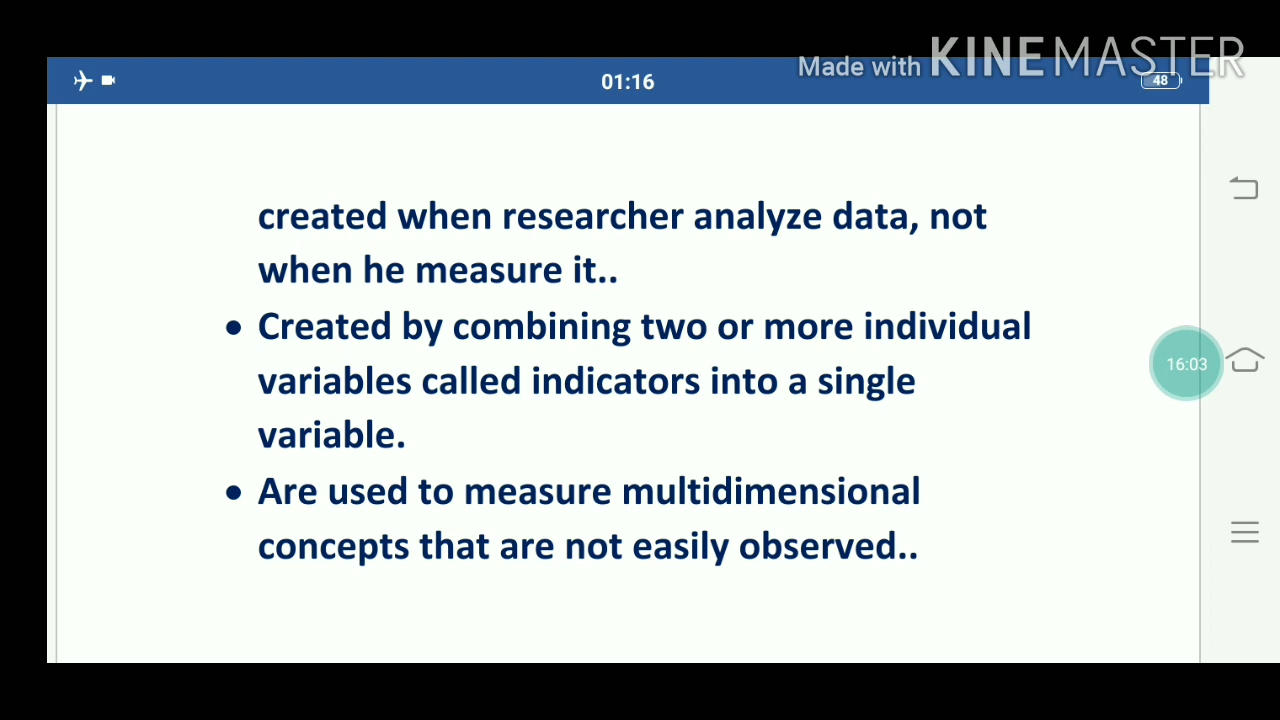 Made with KINEMASTER
01:16
48
created when researcher analyze data, not
when he measure it..
• Created by combining two or more individual
variables called indicators into a single
variable.
• Are used to measure multidimensional
concepts that are not easily observed..
16:03